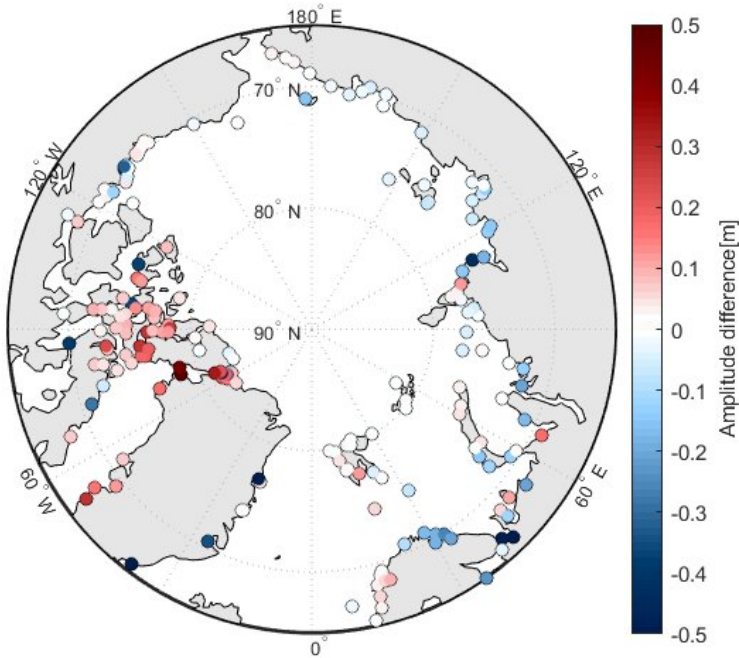 180° E
70° N
120° W
120° E
80° N
90° N
60° W
60° E
0°
0.5
0.4
0.3
0.2
0.1
0
-0.1
-0.2
-0.3
-0.4
-0.5
Amplitude difference[m]